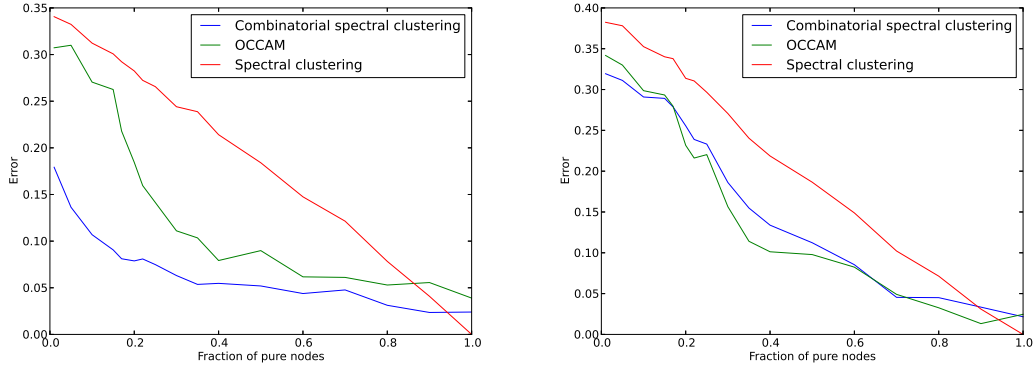 0.35
0.30
0.25
0.20
0.15
0.10
0.05
0.00
Error
0.0 0.2 0.4 0.6 0.8 1.0
Fraction of pure nodes
Combinatorial spectral clustering
OCCAM
Spectral clustering
0.40
0.35
0.30
0.25
0.20
0.15
0.10
0.05
0.00
Error
0.0 0.2 0.4 0.6 0.8 1.0
Fraction of pure nodes
Combinatorial spectral clustering
OCCAM
Spectral clustering